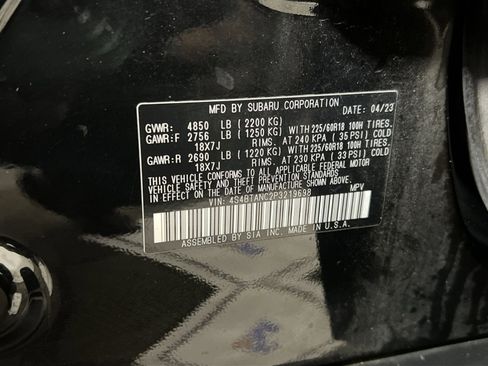 MFD BY SUBARU CORPORATION DATE: 04/23
GVWR: 4850 LB ( 2200 KG)
GAWR:F 2756 LB ( 1250 KG) WITH 225/60R18 100H TIRES.
18X7J RIMS. AT 240 KPA ( 35 PSI) COLD
GAWR:R 2690 LB ( 1220 KG) WITH 225/60R18 100H TIRES.
18X7J RIMS. AT 230 KPA ( 33 PSI) COLD
THIS VEHICLE CONFORMS TO ALL APPLICABLE FEDERAL MOTOR
VEHICLE SAFETY AND BUMPER STANDARDS
IN EFFECT ON THE DATE OF MANUFACTURE SHOWN ABOVE.
VIN: 4S4BTANC2P3219698 MPV
ASSEMBLED BY SIA INC. MADE IN U.S.A.